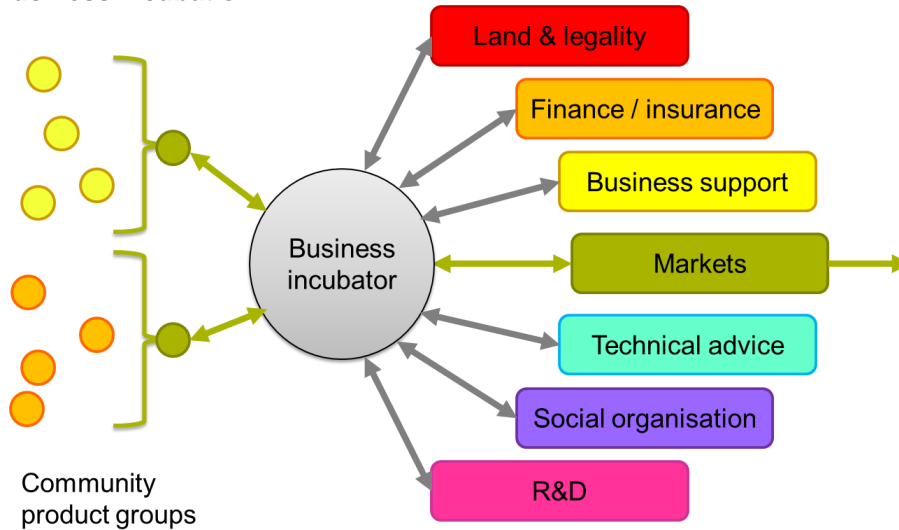 Land & legality
Finance / insurance
Business support
Business
incubator
Markets
Technical advice
Social organisation
R&D
Community
product groups